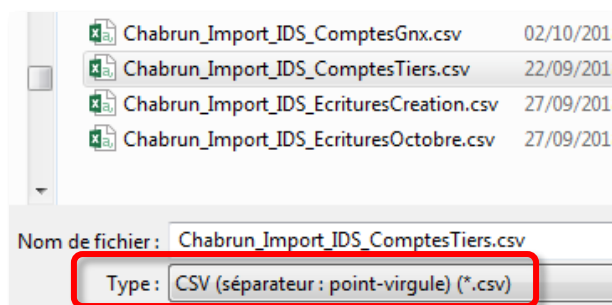 Chabrun_Import_IDS_ComptesGnx.csv 02/10/201
Chabrun_Import_IDS_ComptesTiers.csv 22/09/201
Chabrun_Import_IDS_EcrituresCreation.csv 27/09/201
Chabrun_Import_IDS_EcrituresOctobre.csv 27/09/201
Nom de fichier : Chabrun_Import_IDS_ComptesTiers.csv
Type : CSV (séparateur : point-virgule) (*.csv)